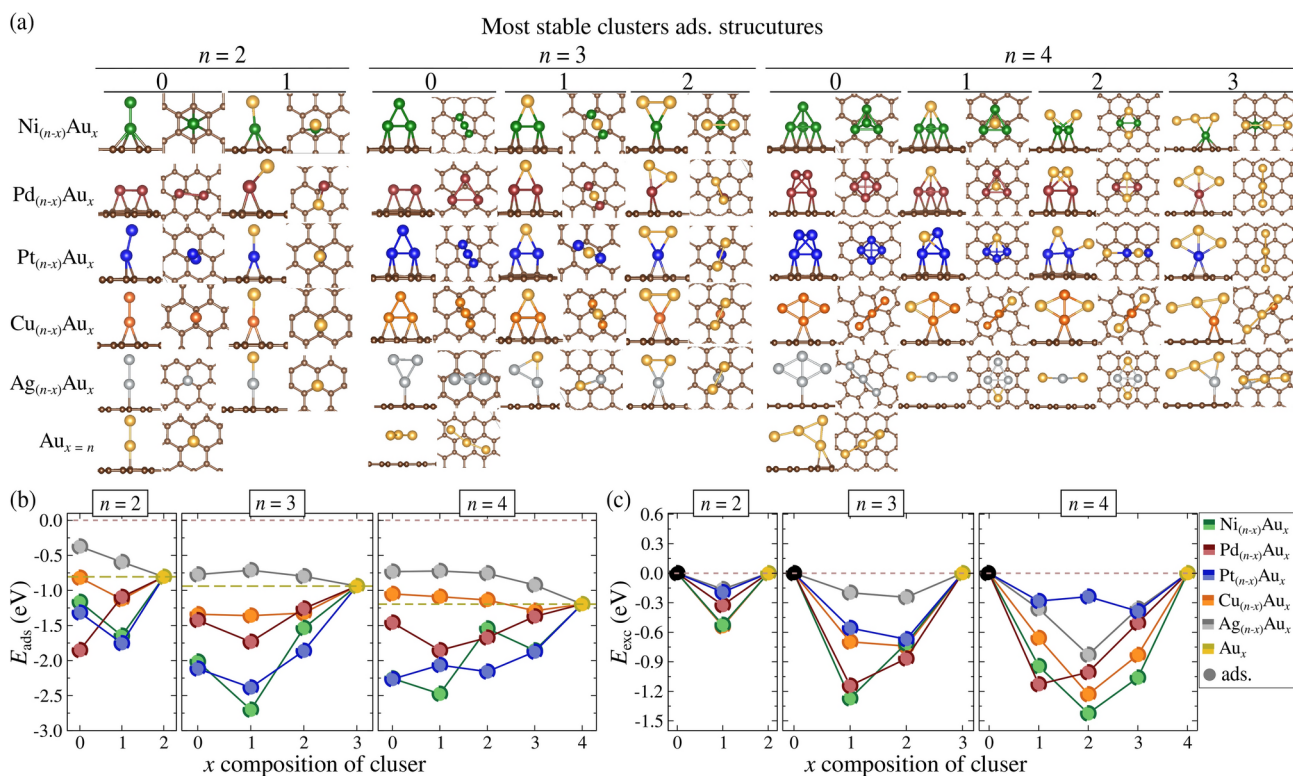 (a)
Most stable clusters ads. strucutures
n = 2 n = 3 n = 4
0 1 0 1 2 0 1 2 3
Ni(n-x)Aux
Pd(n-x)Aux
Pt(n-x)Aux
Cu(n-x)Aux
Ag(n-x)Aux
Aux = n
(b) n = 2 n = 3 n = 4
0.0
-0.5
-1.0
-1.5
-2.0
-2.5
-3.0
Eads (eV)
0 1 2 0 1 2 3 0 1 2 3 4
x composition of cluser
(c) n = 2 n = 3 n = 4
0.6
0.3
0.0
-0.3
-0.6
-0.9
-1.2
-1.5
Eexc (eV)
0 1 2 0 1 2 3 0 1 2 3 4
x composition of cluser
Ni(n-x)Aux
Pd(n-x)Aux
Pt(n-x)Aux
Cu(n-x)Aux
Ag(n-x)Aux
Aux
ads.